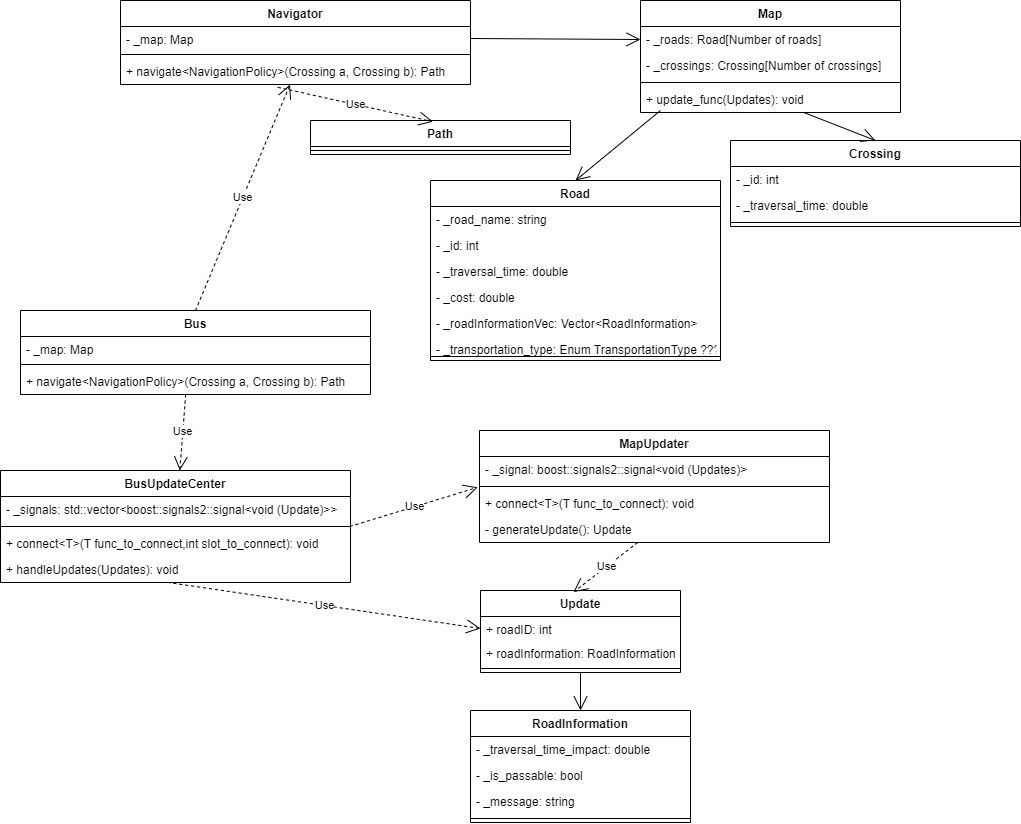 Navigator
- _map: Map
+ navigate<NavigationPolicy>(Crossing a, Crossing b): Path
Map
- _roads: Road[Number of roads]
- _crossings: Crossing[Number of crossings]
+ update_func(Updates): void
Use
Path
Crossing
- _id: int
- _traversal_time: double
Road
- _road_name: string
- _id: int
- _traversal_time: double
- _cost: double
- _roadInformationVec: Vector<RoadInformation>
- _transportation_type: Enum TransportationType ???
Use
Bus
- _map: Map
+ navigate<NavigationPolicy>(Crossing a, Crossing b): Path
Use
BusUpdateCenter
- _signals: std::vector<boost::signals2::signal<void (Update)>>
+ connect<T>(T func_to_connect,int slot_to_connect): void
+ handleUpdates(Updates): void
Use
MapUpdater
- _signal: boost::signals2::signal<void (Updates)>
+ connect<T>(T func_to_connect): void
- generateUpdate(): Update
Use
Use
Update
+ roadID: int
+ roadInformation: RoadInformation
RoadInformation
- _traversal_time_impact: double
- _is_passable: bool
- _message: string